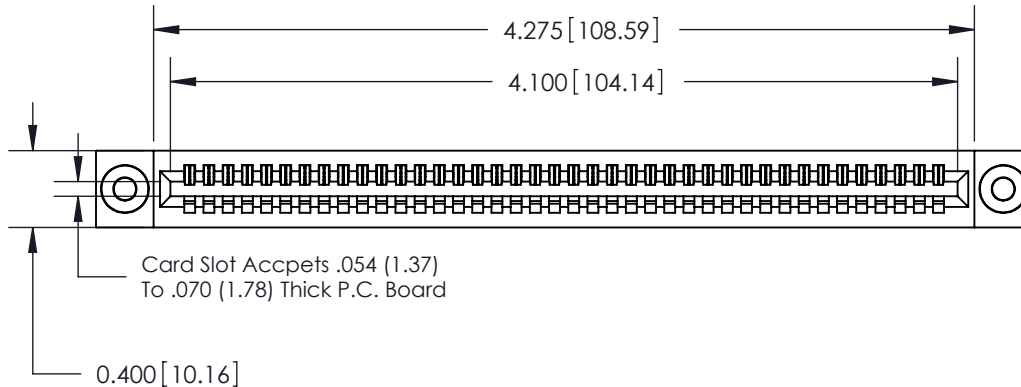 4.275[108.59]
4.100[104.14]
Card Slot Accpets .054 (1.37)
To .070 (1.78) Thick P.C. Board
0.400[10.16]